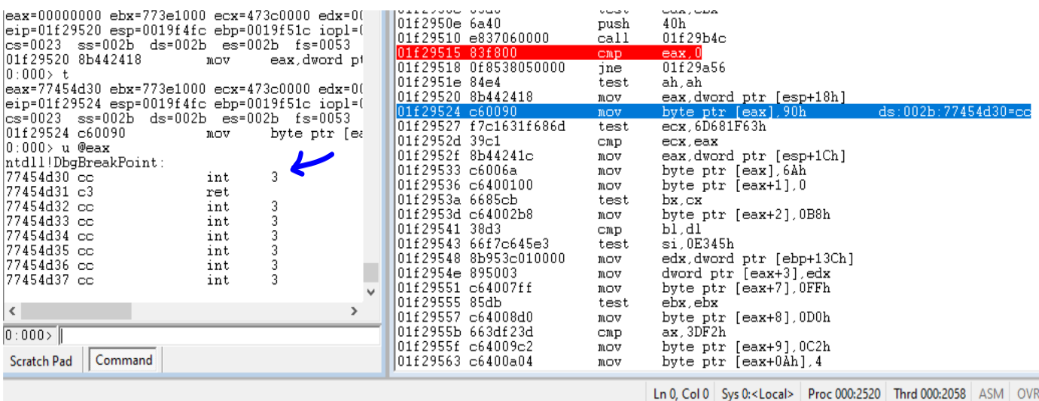 eax=00000000 ebx=773e1000 ecx=473c0000
eip=01f29520 esp=0019f4fc ebp=0019f51c
cs=0023 ss=002b ds=002b es=002b fs=0053
01f29520 8b442418 mov eax,dword
0:000> t
eax=77454d30 ebx=773e1000 ecx=473c0000
eip=01f29524 esp=0019f4fc ebp=0019f51c
cs=0023 ss=002b ds=002b es=002b fs=0053
01f29524 c60090 mov byte ptr
0:000> u @eax
ntdll!DbgBreakPoint:
77454d30 cc int 3
77454d31 c3 ret
77454d32 cc int 3
77454d33 cc int 3
77454d34 cc int 3
77454d35 cc int 3
77454d36 cc int 3
77454d37 cc int 3
0:000>
Scratch Pad Command
01f2950e 6a40 push 40h
01f29510 e837060000 call 01f29b4c
01f29515 83f800 cmp eax,0
01f29518 0f8538050000 jne 01f29a56
01f2951e 84e4 test ah,ah
01f29520 8b442418 mov eax,dword ptr [esp+18h]
01f29524 c60090 mov byte ptr [eax],90h ds:002b:77454d30=cc
01f29527 f7c1631f686d test ecx,6D681F63h
01f2952d 39c1 cmp ecx,eax
01f2952f 8b44241c mov eax,dword ptr [esp+1Ch]
01f29533 c6006a mov byte ptr [eax],6Ah
01f29536 c6400100 mov byte ptr [eax+1],0
01f2953a 6685cb test bx,cx
01f2953d c64002b8 mov byte ptr [eax+2],0B8h
01f29541 38d3 cmp bl,dl
01f29543 66f7c645e3 test si,0E345h
01f29548 8b953c010000 mov edx,dword ptr [ebp+13Ch]
01f2954e 895003 mov dword ptr [eax+3],edx
01f29551 c64007ff mov byte ptr [eax+7],0FFh
01f29555 85db test ebx,ebx
01f29557 c64008d0 mov byte ptr [eax+8],0D0h
01f2955b 663df23d cmp ax,3DF2h
01f2955f c64009c2 mov byte ptr [eax+9],0C2h
01f29563 c6400a04 mov byte ptr [eax+0Ah],4
Ln 0, Col 0 Sys 0:<Local> Proc 000:2520 Thrd 000:2058 ASM OVR